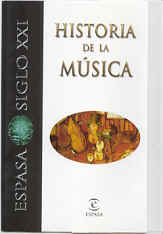 HISTORIA
DE LA
MÚSICA
ESPASA SIGLO XXI
ESPASA